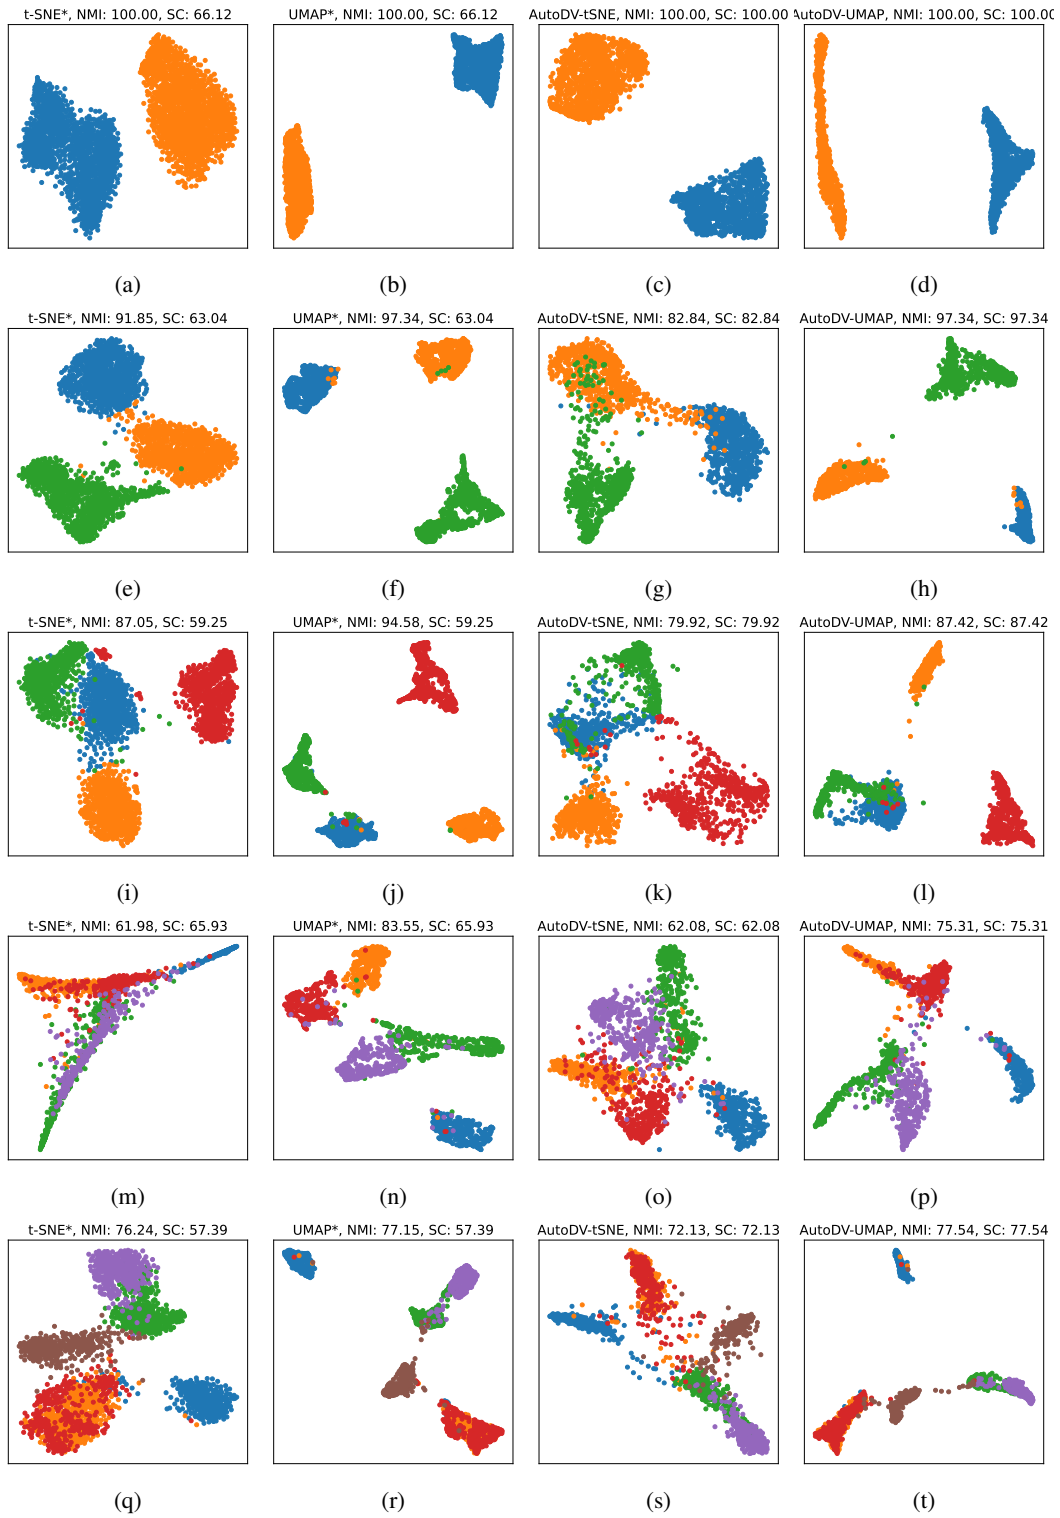 t-SNE*, NMI: 100.00, SC: 66.12
UMAP*, NMI: 100.00, SC: 66.12
AutoDV-tSNE, NMI: 100.00, SC: 100.00
AutoDV-UMAP, NMI: 100.00, SC: 100.00
(a)
(b)
(c)
(d)
t-SNE*, NMI: 91.85, SC: 63.04
UMAP*, NMI: 97.34, SC: 63.04
AutoDV-tSNE, NMI: 82.84, SC: 82.84
AutoDV-UMAP, NMI: 97.34, SC: 97.34
(e)
(f)
(g)
(h)
t-SNE*, NMI: 87.05, SC: 59.25
UMAP*, NMI: 94.58, SC: 59.25
AutoDV-tSNE, NMI: 79.92, SC: 79.92
AutoDV-UMAP, NMI: 87.42, SC: 87.42
(i)
(j)
(k)
(l)
t-SNE*, NMI: 61.98, SC: 65.93
UMAP*, NMI: 83.55, SC: 65.93
AutoDV-tSNE, NMI: 62.08, SC: 62.08
AutoDV-UMAP, NMI: 75.31, SC: 75.31
(m)
(n)
(o)
(p)
t-SNE*, NMI: 76.24, SC: 57.39
UMAP*, NMI: 77.15, SC: 57.39
AutoDV-tSNE, NMI: 72.13, SC: 72.13
AutoDV-UMAP, NMI: 77.54, SC: 77.54
(q)
(r)
(s)
(t)